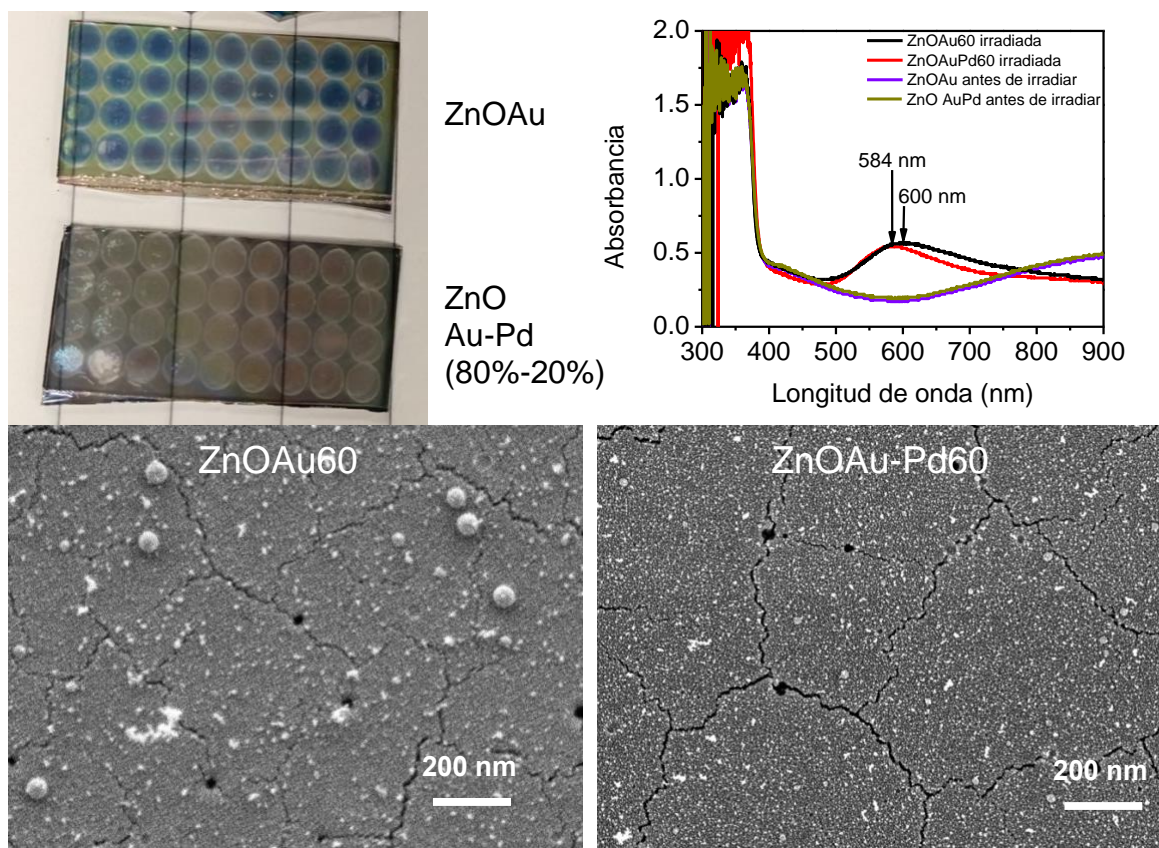 ZnOAu
ZnO
Au-Pd
(80%-20%)
2.0
1.5
1.0
0.5
0.0
Absorbancia
300 400 500 600 700 800 900
Longitud de onda (nm)
ZnOAu60 irradiada
ZnOAuPd60 irradiada
ZnOAu antes de irradiar
ZnO AuPd antes de irradiar
584 nm
600 nm
ZnOAu60
200 nm
ZnOAu-Pd60
200 nm